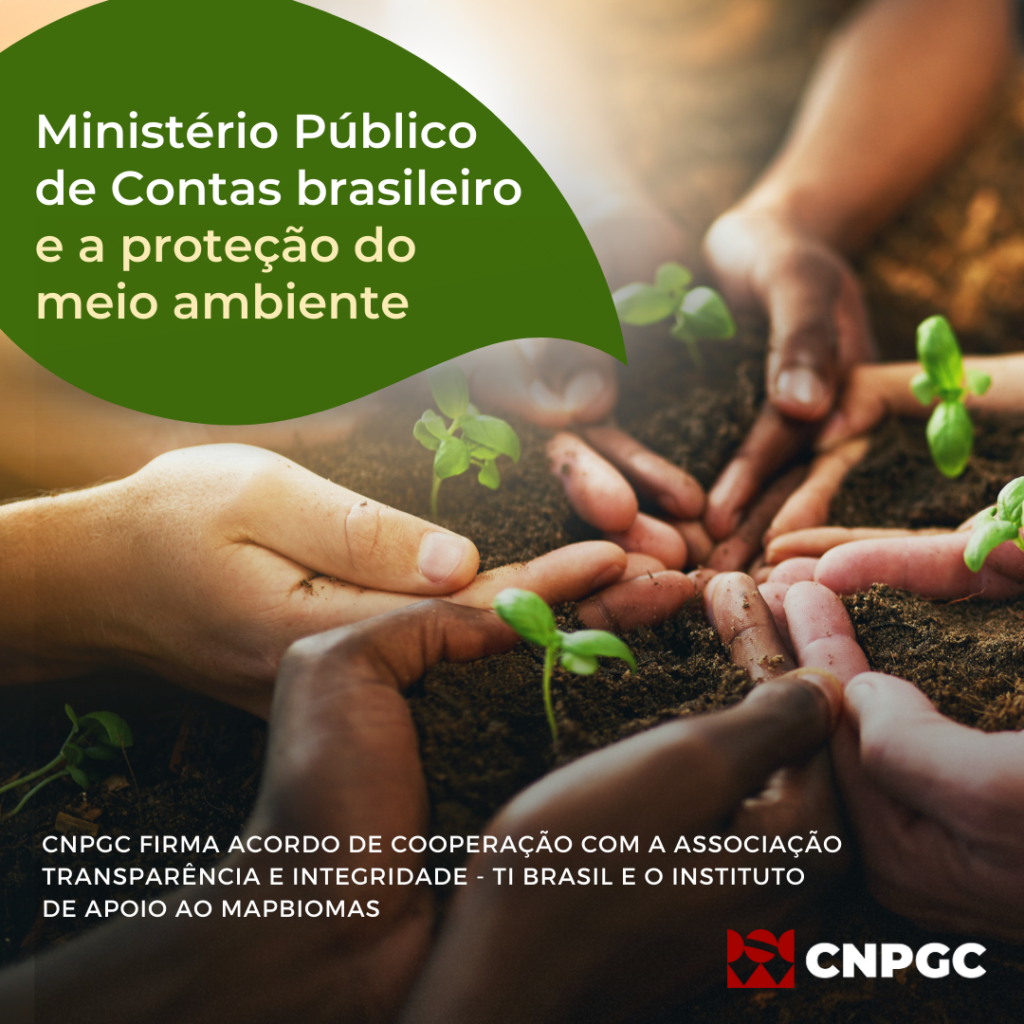 Ministério Público
de Contas brasileiro
e a proteção do
meio ambiente
CNPGC FIRMA ACORDO DE COOPERAÇÃO COM A ASSOCIAÇÃO
TRANSPARÊNCIA E INTEGRIDADE - TI BRASIL E O INSTITUTO
DE APOIO AO MAPBIOMAS
CNPGC